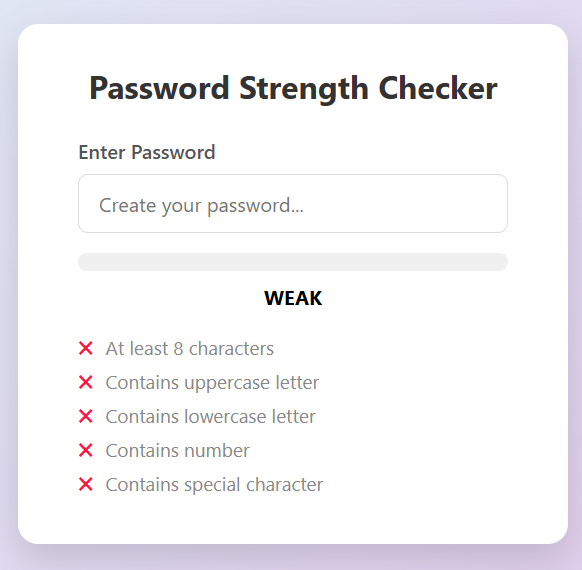 Password Strength Checker
Enter Password
Create your password...
WEAK
❌ At least 8 characters
❌ Contains uppercase letter
❌ Contains lowercase letter
❌ Contains number
❌ Contains special character